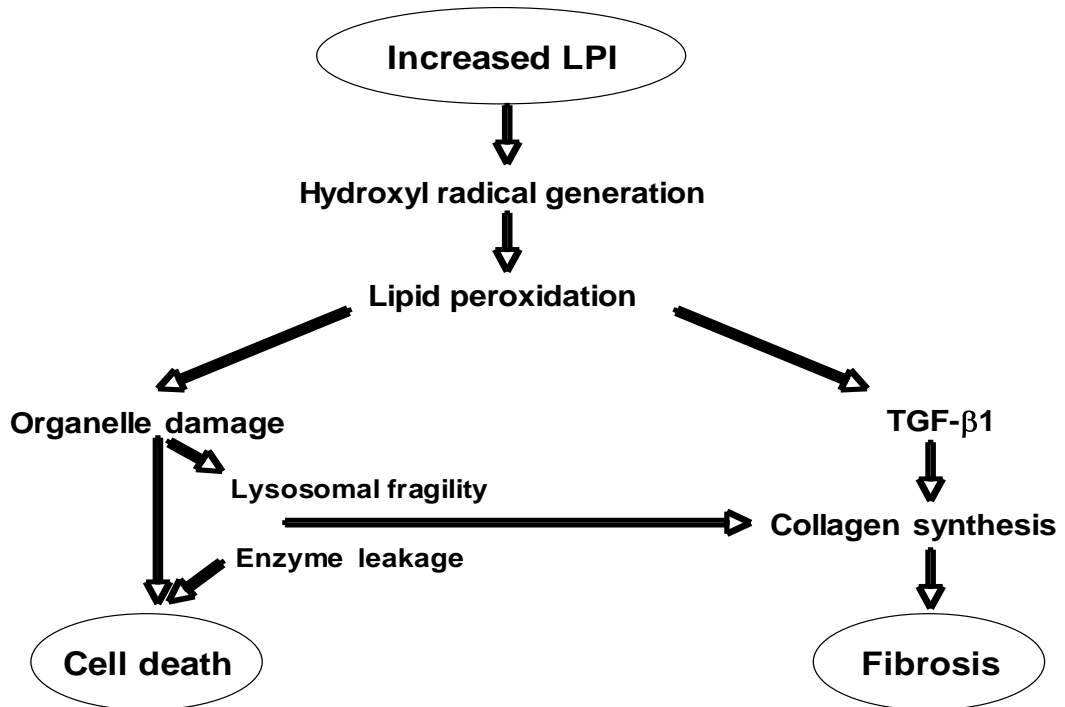 Increased LPI
Hydroxyl radical generation
Lipid peroxidation
Organelle damage
TGF-β1
Lysosomal fragility
Collagen synthesis
Enzyme leakage
Cell death
Fibrosis